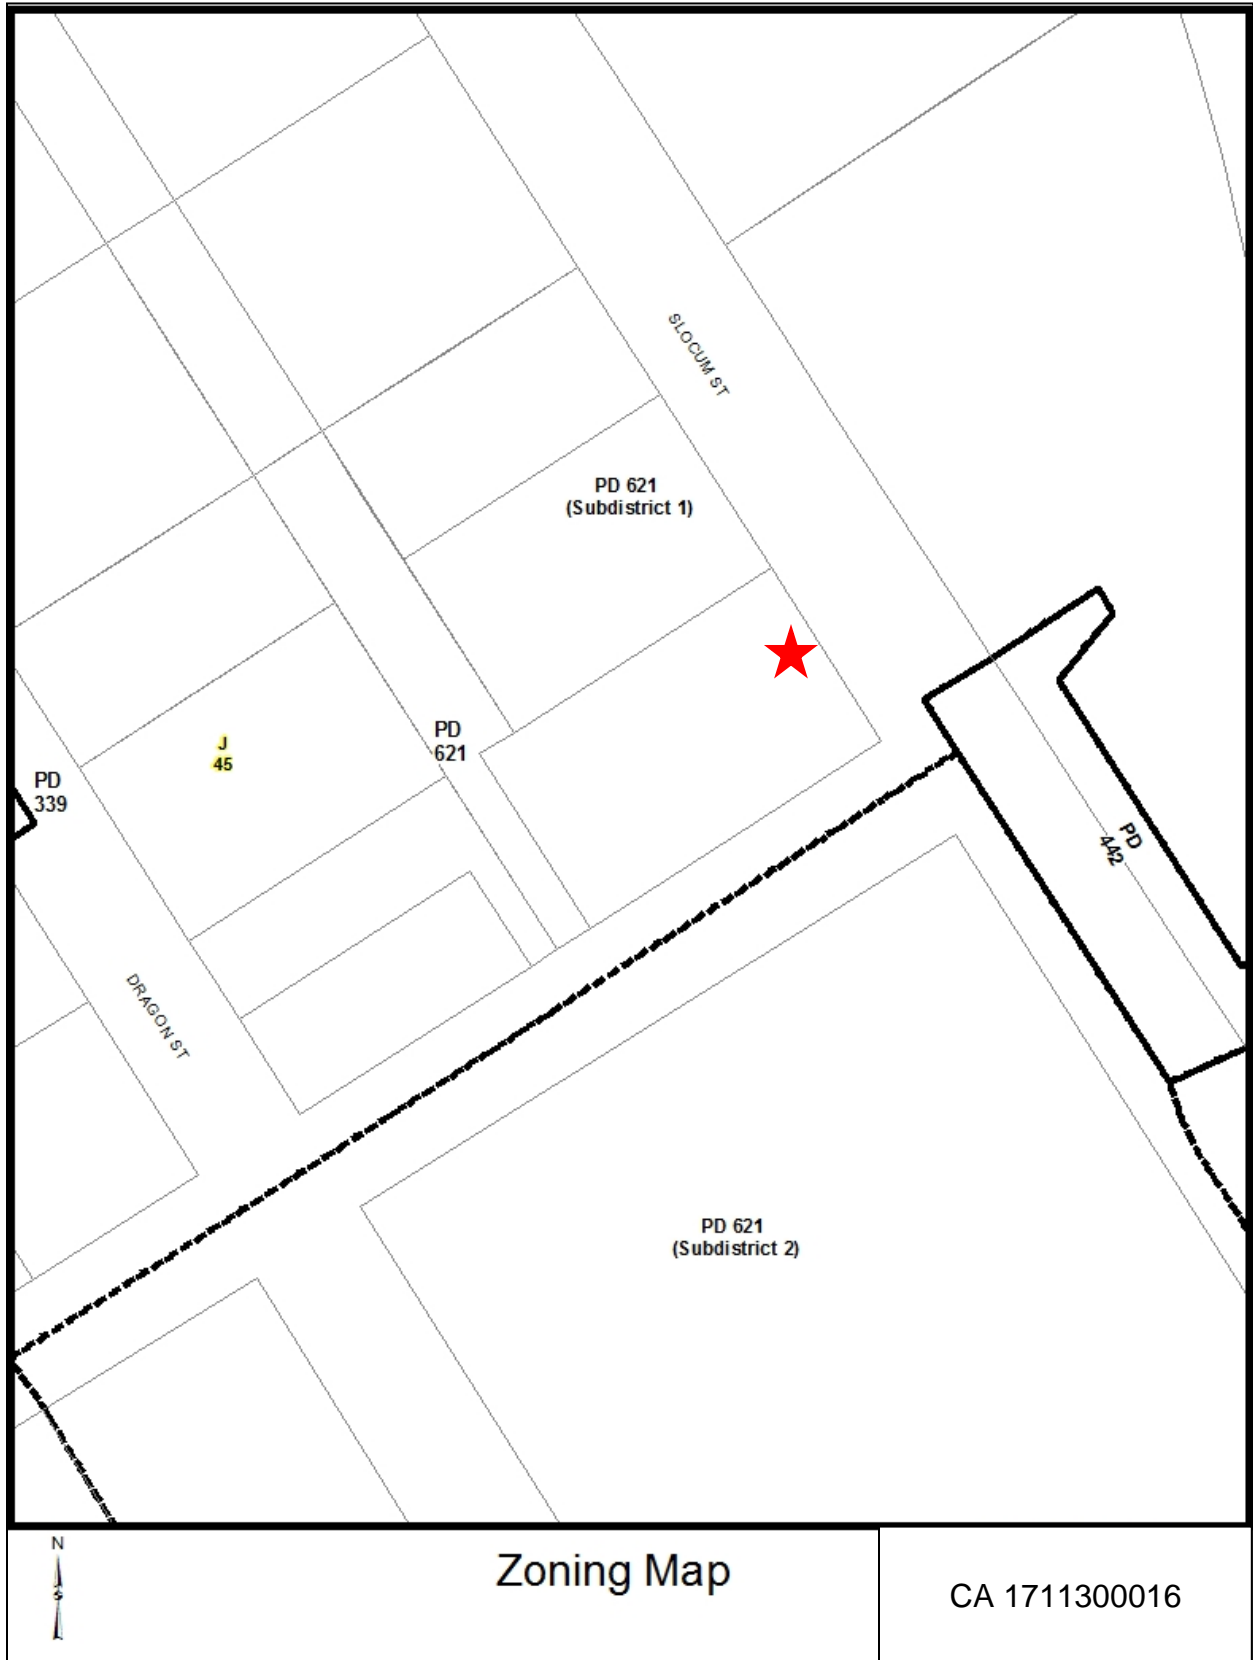 SLOCUM ST
PD 621
(Subdistrict 1)
PD
621
J
45
PD
339
PD
442
DRAGON ST
PD 621
(Subdistrict 2)
N
Zoning Map
CA 1711300016